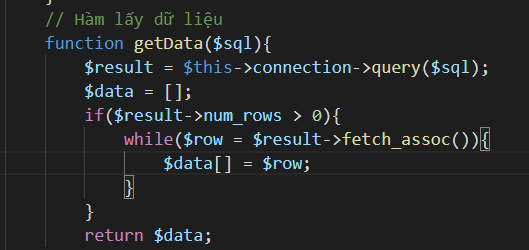 // Hàm lấy dữ liệu
function getData($sql){
$result = $this->connection->query($sql);
$data = [];
if($result->num_rows > 0){
while($row = $result->fetch_assoc()){
$data[] = $row;
}
}
return $data;